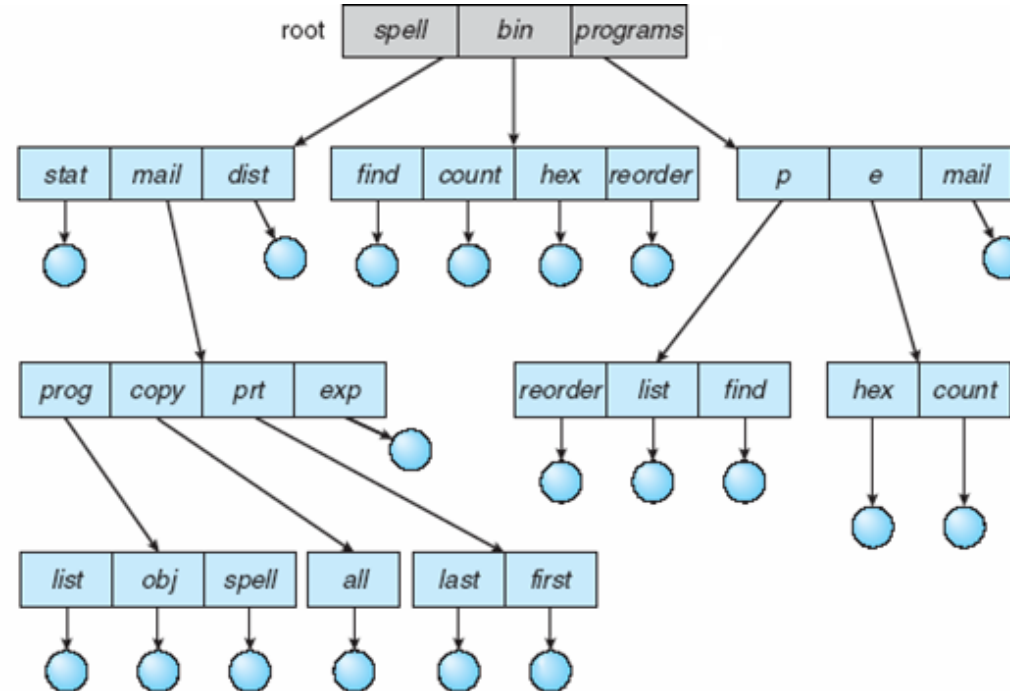 root spell bin programs
stat mail dist find count hex reorder p e mail
prog copy prt exp reorder list find hex count
list obj spell all last first